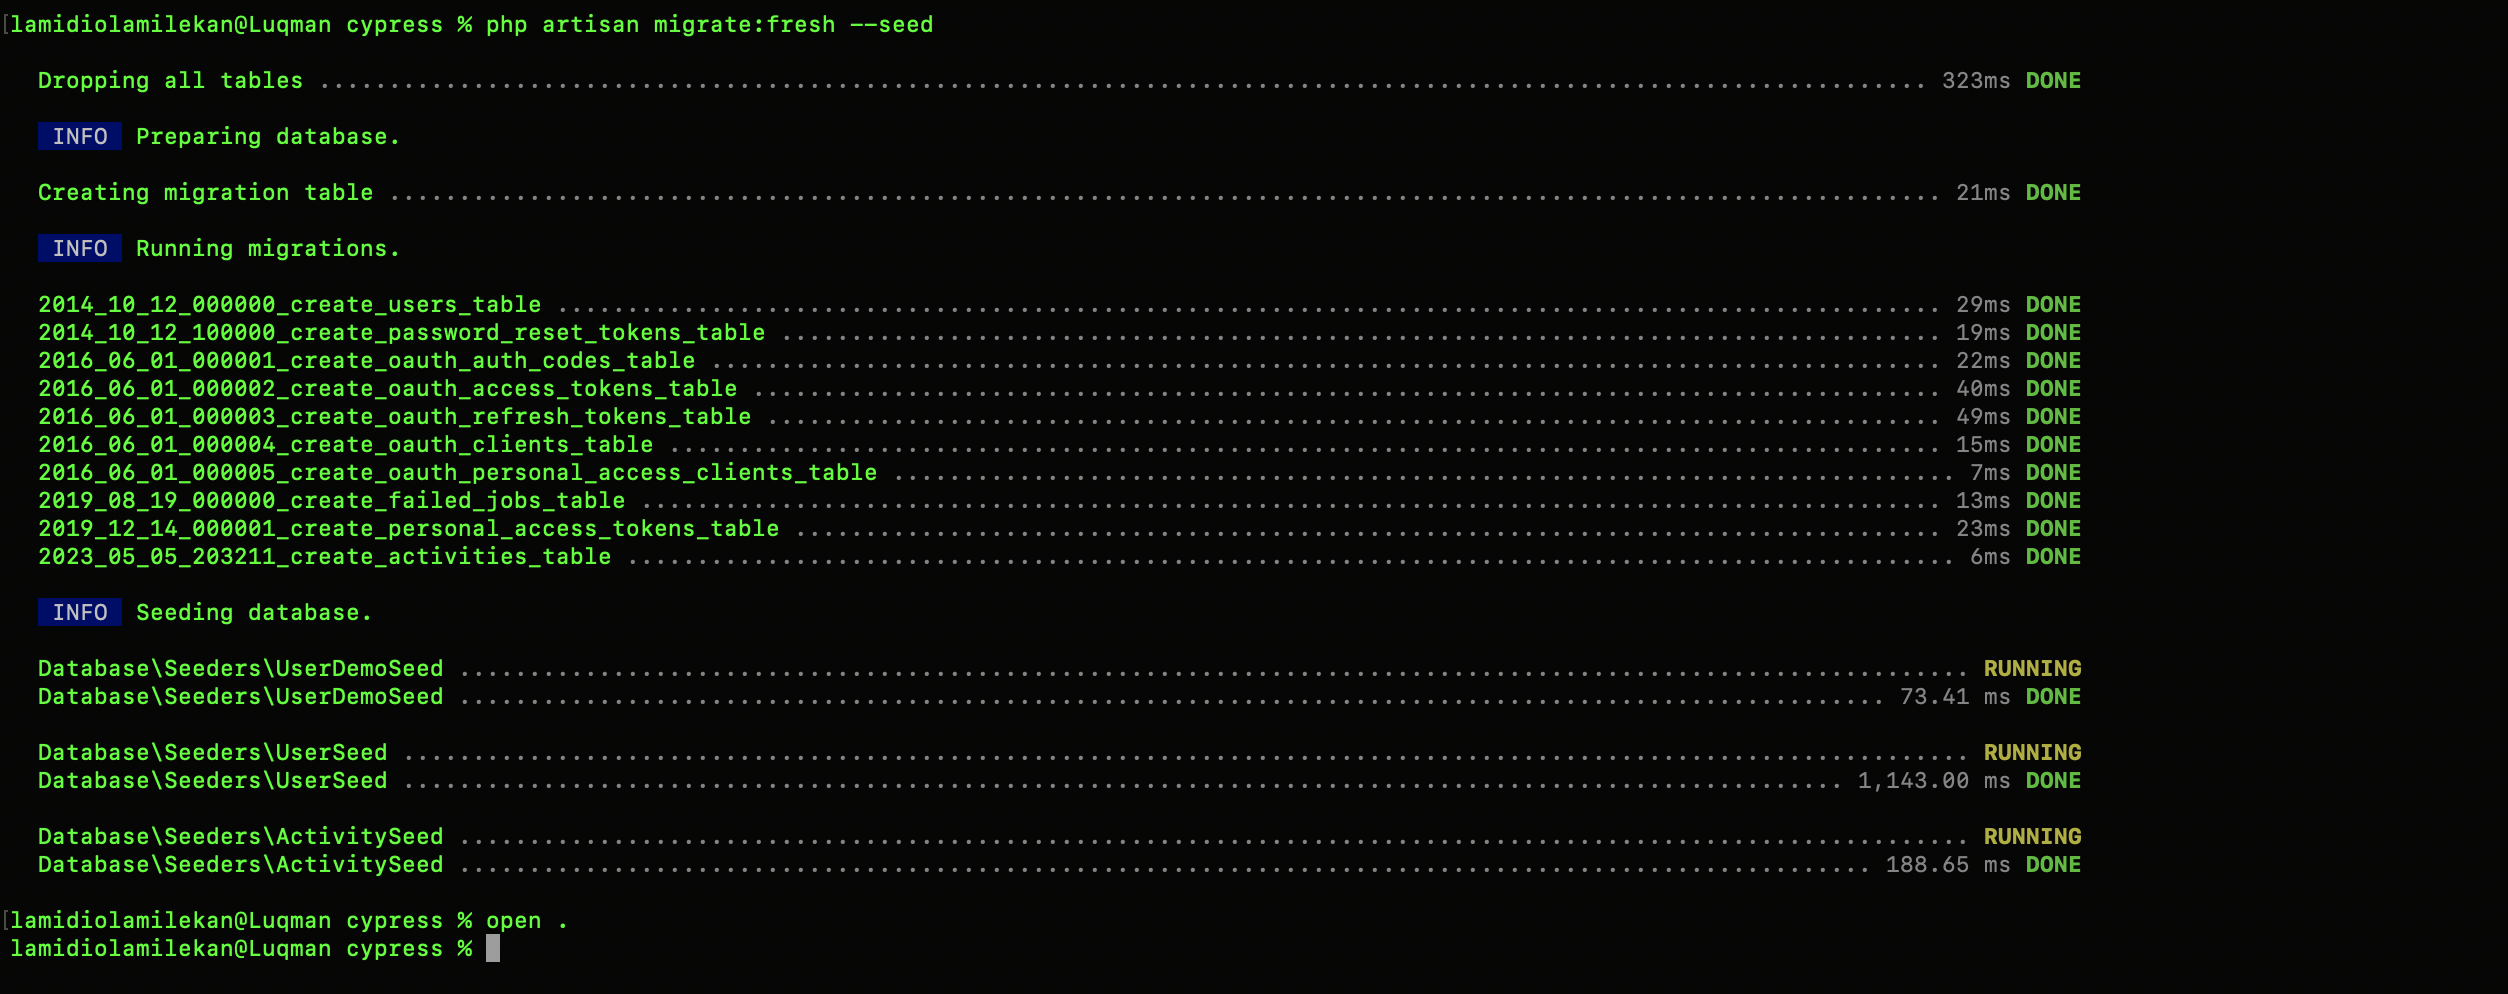 [lamidiolamilekan@Luqman cypress % php artisan migrate:fresh --seed
Dropping all tables ................................................................................................................... 323ms DONE
INFO Preparing database.
Creating migration table ............................................................................................................... 21ms DONE
INFO Running migrations.
2014_10_12_000000_create_users_table ................................................................................................... 29ms DONE
2014_10_12_100000_create_password_reset_tokens_table ................................................................................... 19ms DONE
2016_06_01_000001_create_oauth_auth_codes_table ........................................................................................ 22ms DONE
2016_06_01_000002_create_oauth_access_tokens_table ..................................................................................... 40ms DONE
2016_06_01_000003_create_oauth_refresh_tokens_table .................................................................................... 49ms DONE
2016_06_01_000004_create_oauth_clients_table ........................................................................................... 15ms DONE
2016_06_01_000005_create_oauth_personal_access_clients_table ............................................................................ 7ms DONE
2019_08_19_000000_create_failed_jobs_table ............................................................................................. 13ms DONE
2019_12_14_000001_create_personal_access_tokens_table .................................................................................. 23ms DONE
2023_05_05_203211_create_activities_table ............................................................................................... 6ms DONE
INFO Seeding database.
Database\Seeders\UserDemoSeed ............................................................................................................ RUNNING
Database\Seeders\UserDemoSeed ...................................................................................................... 73.41 ms DONE
Database\Seeders\UserSeed ................................................................................................................ RUNNING
Database\Seeders\UserSeed ....................................................................................................... 1,143.00 ms DONE
Database\Seeders\ActivitySeed ............................................................................................................ RUNNING
Database\Seeders\ActivitySeed ..................................................................................................... 188.65 ms DONE
[lamidiolamilekan@Luqman cypress % open .
lamidiolamilekan@Luqman cypress %